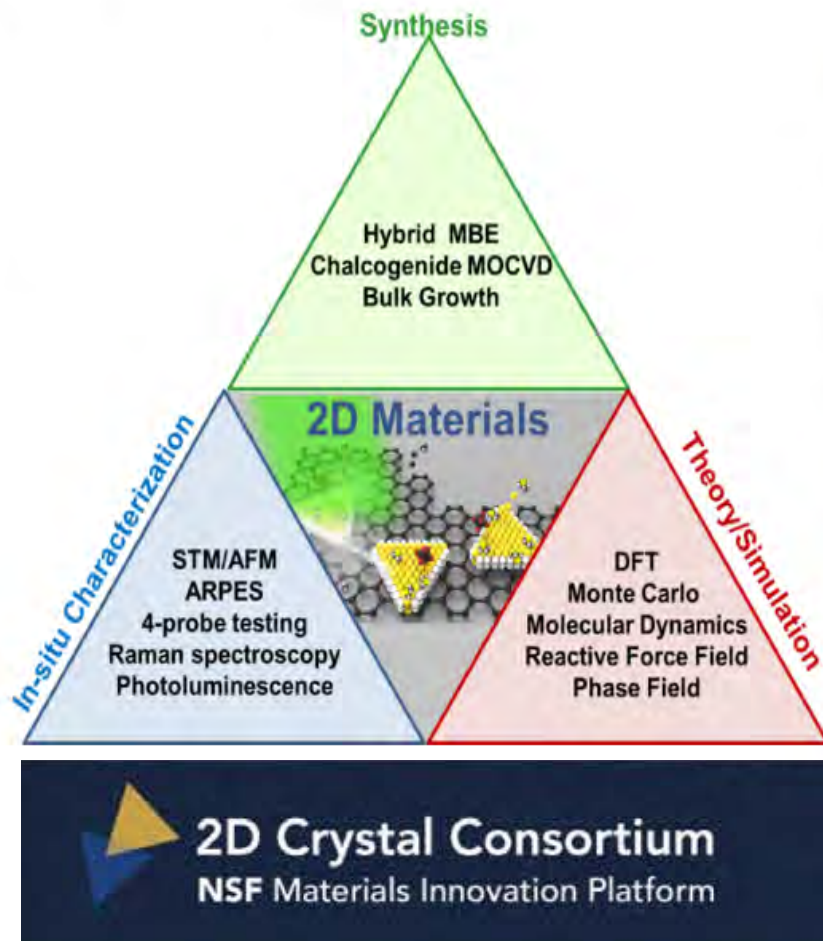 Synthesis
Hybrid MBE
Chalcogenide MOCVD
Bulk Growth
2D Materials
In-situ Characterization
STM/AFM
ARPES
4-probe testing
Raman spectroscopy
Photoluminescence
Theory/Simulation
DFT
Monte Carlo
Molecular Dynamics
Reactive Force Field
Phase Field
2D Crystal Consortium
NSF Materials Innovation Platform